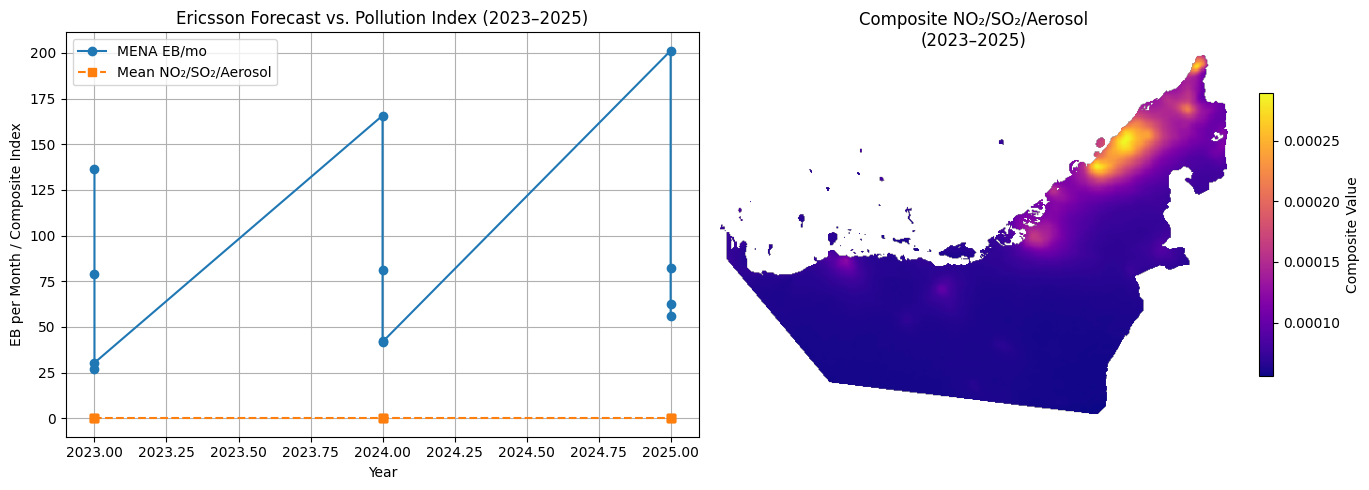 Ericsson Forecast vs. Pollution Index (2023–2025)
MENA EB/mo
Mean NO₂/SO₂/Aerosol
EB per Month / Composite Index
200
175
150
125
100
75
50
25
0
2023.00 2023.25 2023.50 2023.75 2024.00 2024.25 2024.50 2024.75 2025.00
Year
Composite NO₂/SO₂/Aerosol
(2023–2025)
0.00025
0.00020
0.00015
0.00010
Composite Value